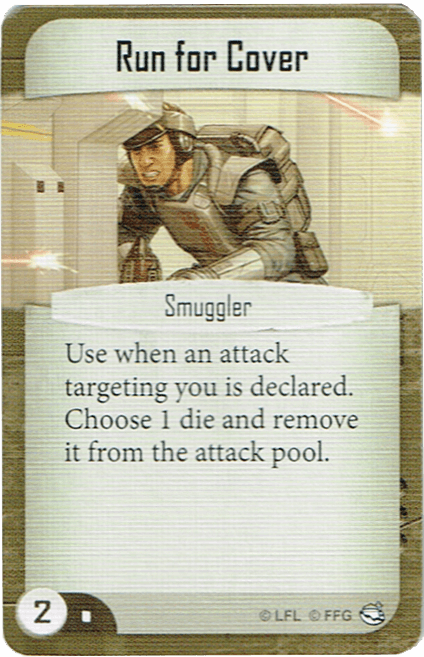 Run for Cover
Smuggler
Use when an attack
targeting you is declared.
Choose 1 die and remove
it from the attack pool.
2
© LFL © FFG